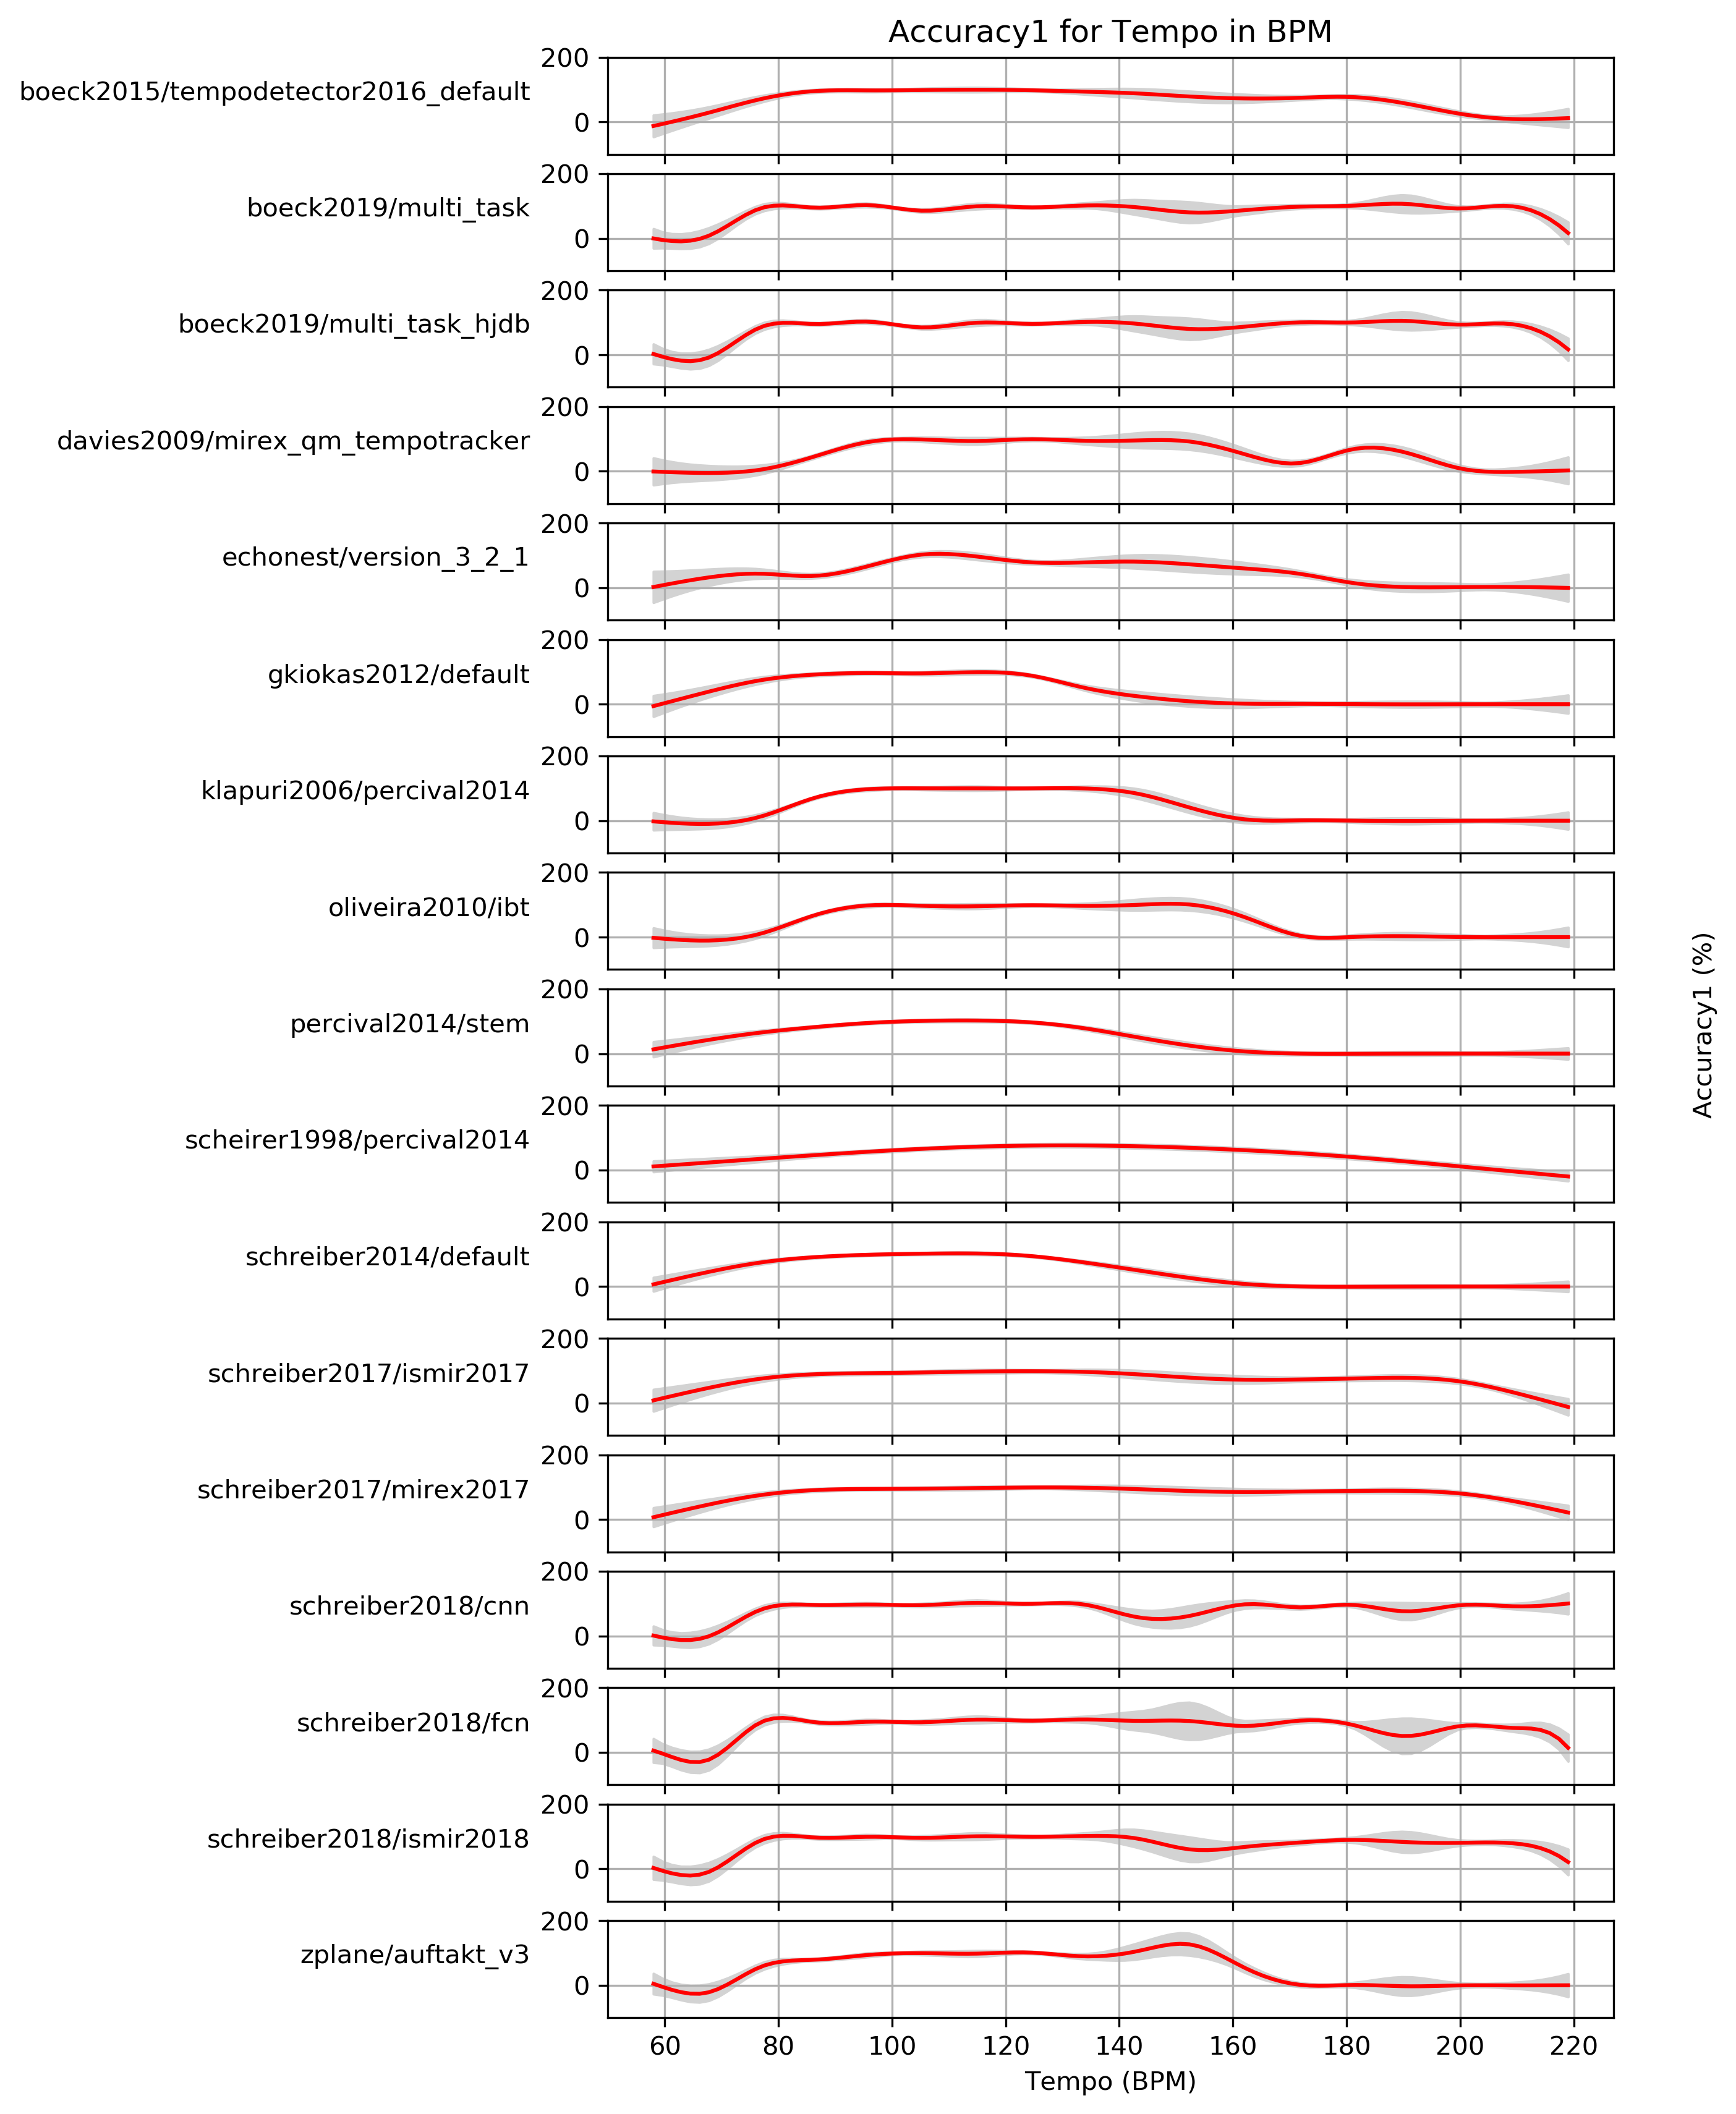 Accuracy1 for Tempo in BPM
200
boeck2015/tempodetector2016_default
0
200
boeck2019/multi_task
0
200
boeck2019/multi_task_hjdb
0
200
davies2009/mirex_qm_tempotracker
0
200
echonest/version_3_2_1
0
200
gkiokas2012/default
0
200
klapuri2006/percival2014
0
200
oliveira2010/ibt
0
200
percival2014/stem
0
200
scheirer1998/percival2014
0
200
schreiber2014/default
0
200
schreiber2017/ismir2017
0
200
schreiber2017/mirex2017
0
200
schreiber2018/cnn
0
200
schreiber2018/fcn
0
200
schreiber2018/ismir2018
0
200
zplane/auftakt_v3
0
60 80 100 120 140 160 180 200 220
Tempo (BPM)
Accuracy1 (%)